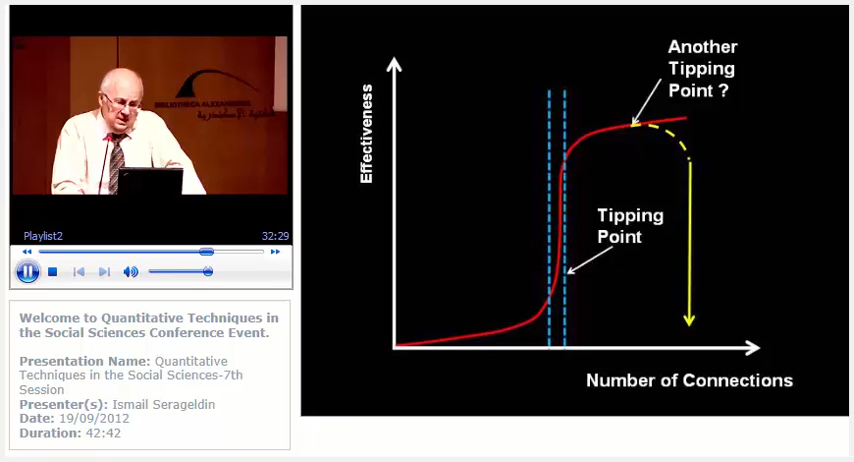 BIBLIOTHECA ALEXANDRINA
مكتبة الإسكندرية
Playlist2
32:29
Welcome to Quantitative Techniques in
the Social Sciences Conference Event.
Presentation Name: Quantitative
Techniques in the Social Sciences-7th
Session
Presenter(s): Ismail Serageldin
Date: 19/09/2012
Duration: 42:42
Another
Tipping
Point ?
Effectiveness
Tipping
Point
Number of Connections